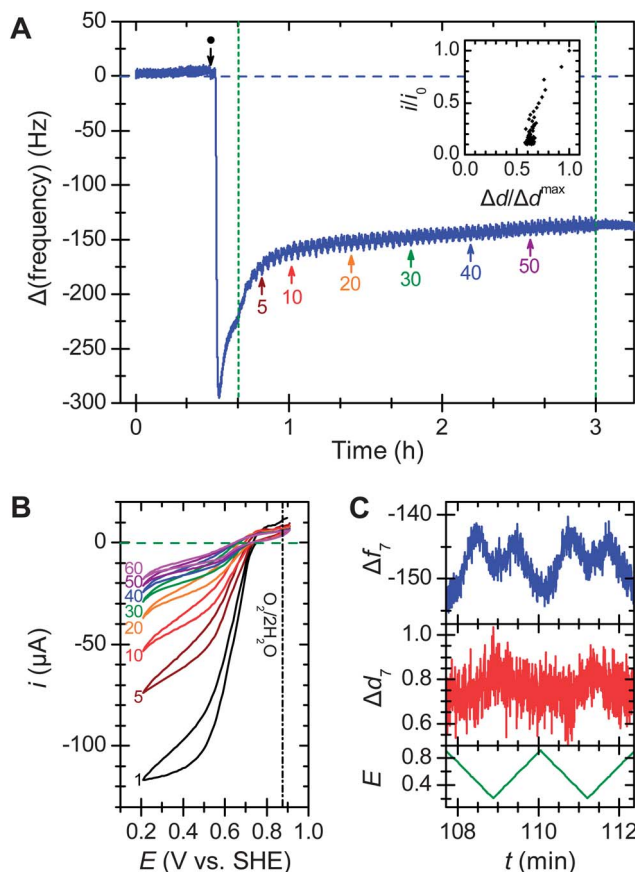 A
50
0
-50
-100
-150
-200
-250
-300
Δ(frequency) (Hz)
5
10
20
30
40
50
0
1
2
3
Time (h)
1.0
0.5
0.0
i/i0
0.0
0.5
1.0
Δd/Δd^max
B
0
-50
-100
i (μA)
60
50
40
30
20
10
5
1
O2/2H2O
0.2 0.4 0.6 0.8 1.0
E (V vs. SHE)
C
-140
-150
Δf7
1.0
0.8
0.6
Δd7
0.8
0.4
E
108 110 112
t (min)